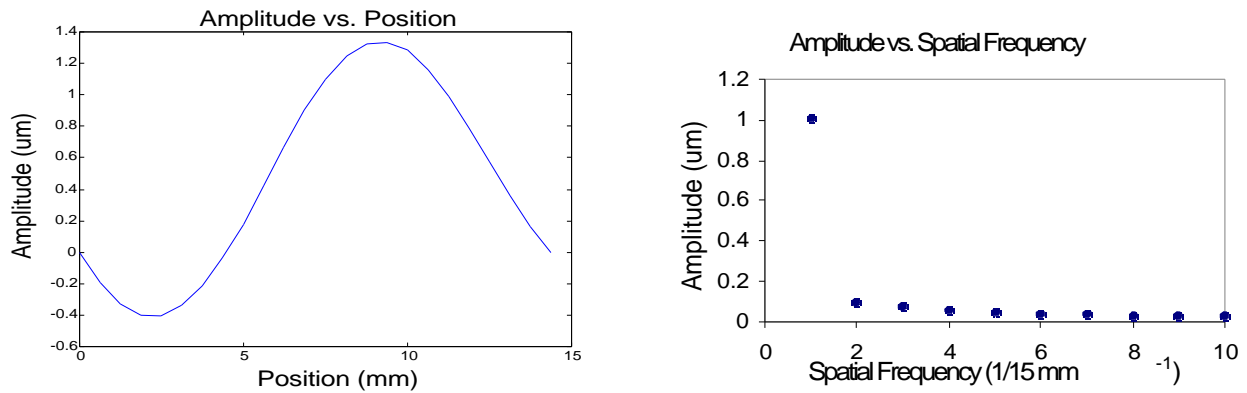 Amplitude vs. Position
1.4
1.2
1
0.8
0.6
0.4
0.2
0
-0.2
-0.4
-0.6
Amplitude (um)
0 5 10 15
Position (mm)
Amplitude vs. Spatial Frequency
1.2
1
0.8
0.6
0.4
0.2
0
Amplitude (um)
0 2 4 6 8 10
Spatial Frequency (1/15 mm -1)